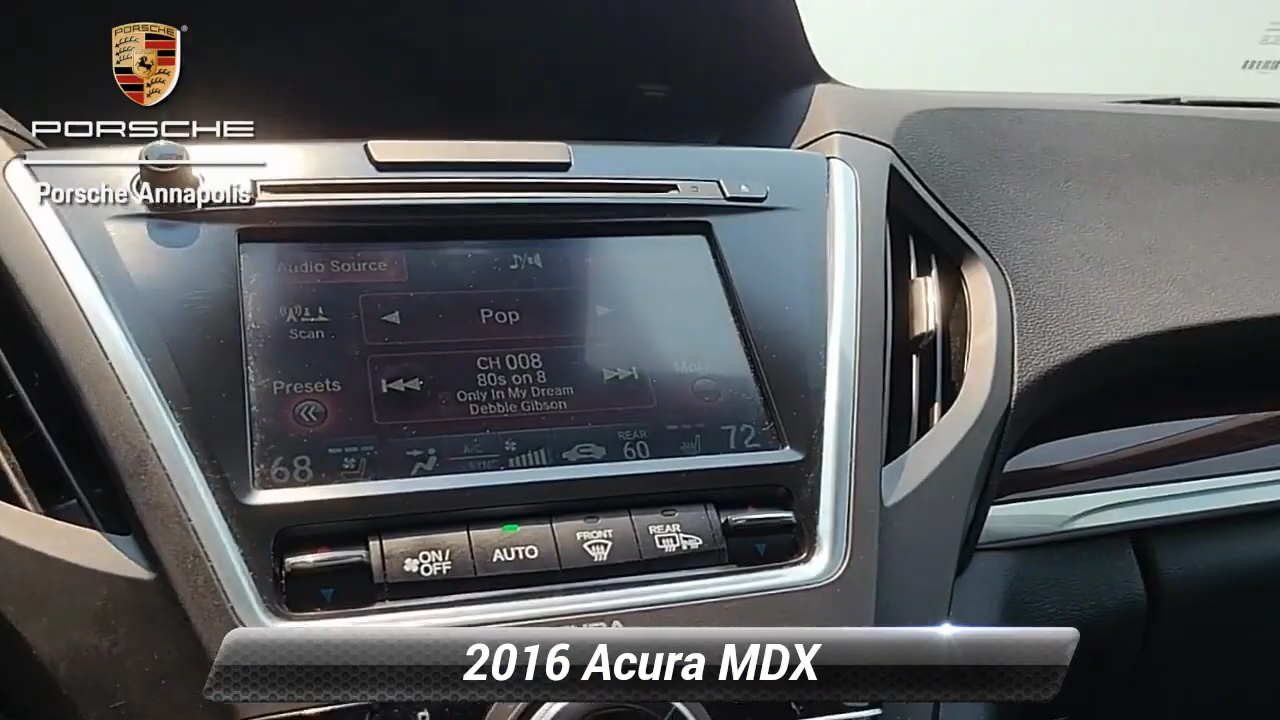 PORSCHE
PORSCHE
Porsche Annapolis
Audio Source
Scan
Pop
CH 008
80s on 8
Only In My Dream
Debbie Gibson
Presets
68
A/C
SYNC
REAR
60
72
ON/
OFF
AUTO
FRONT
REAR
2016 Acura MDX